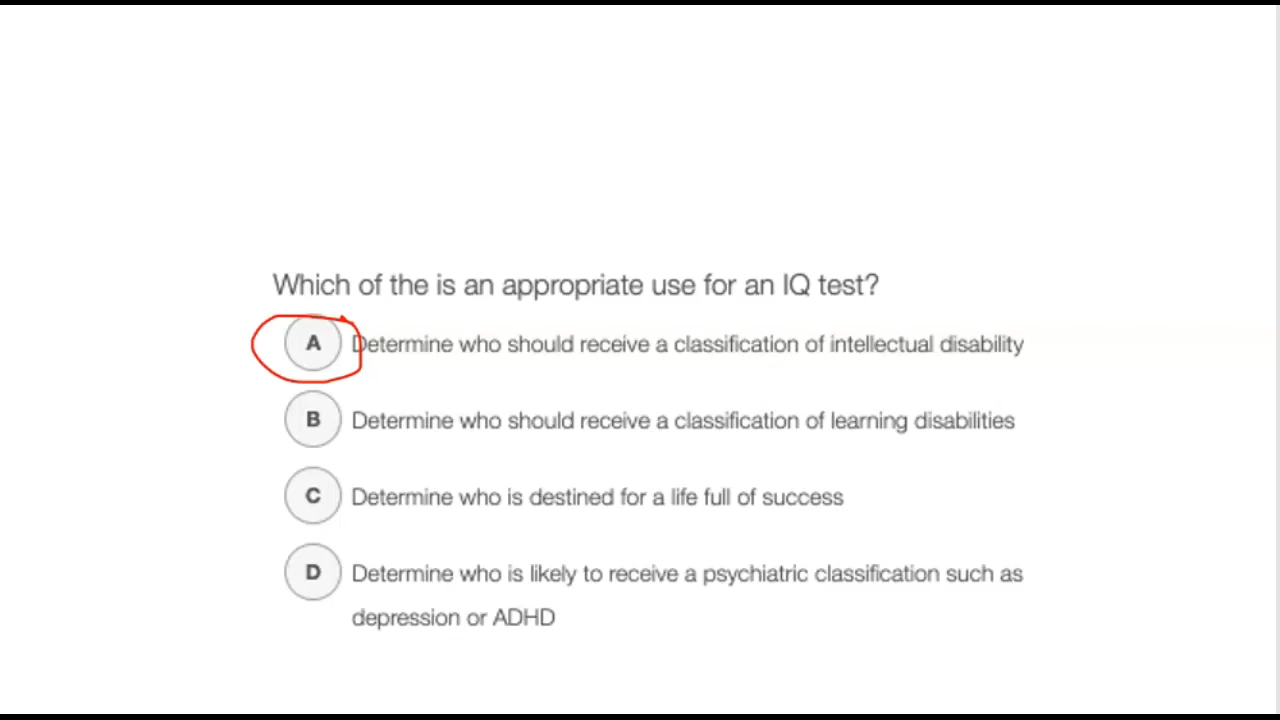 Which of the is an appropriate use for an IQ test?
A Determine who should receive a classification of intellectual disability
B Determine who should receive a classification of learning disabilities
C Determine who is destined for a life full of success
D Determine who is likely to receive a psychiatric classification such as
depression or ADHD